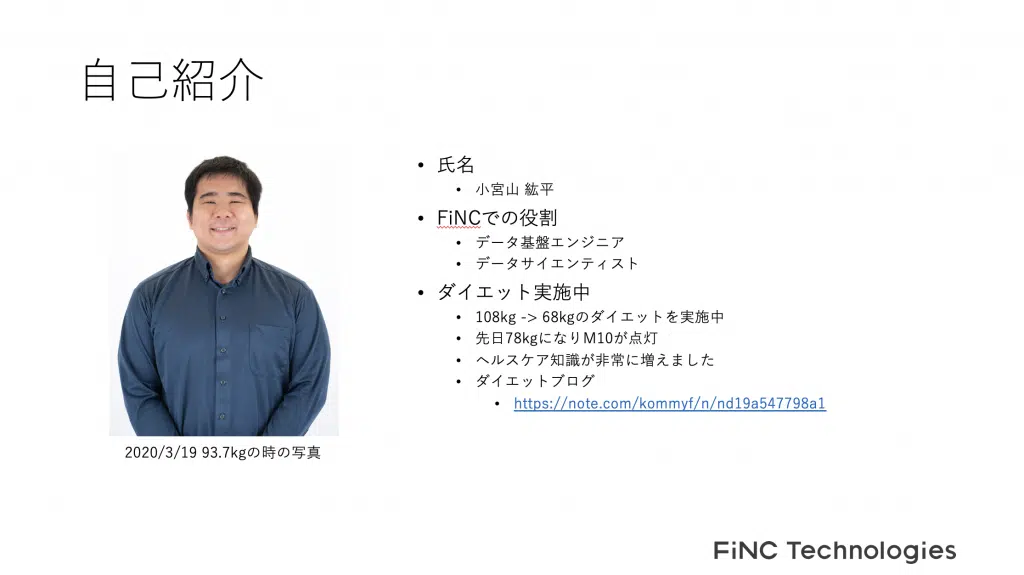 自己紹介
• 氏名
• 小宮山 紘平
• FiNCでの役割
• データ基盤エンジニア
• データサイエンティスト
• ダイエット実施中
• 108kg -> 68kgのダイエットを実施中
• 先日78kgになりM10が点灯
• ヘルスケア知識が非常に増えました
• ダイエットブログ
• https://note.com/kommyf/n/nd19a547798a1
2020/3/19 93.7kgの時の写真
FiNC Technologies